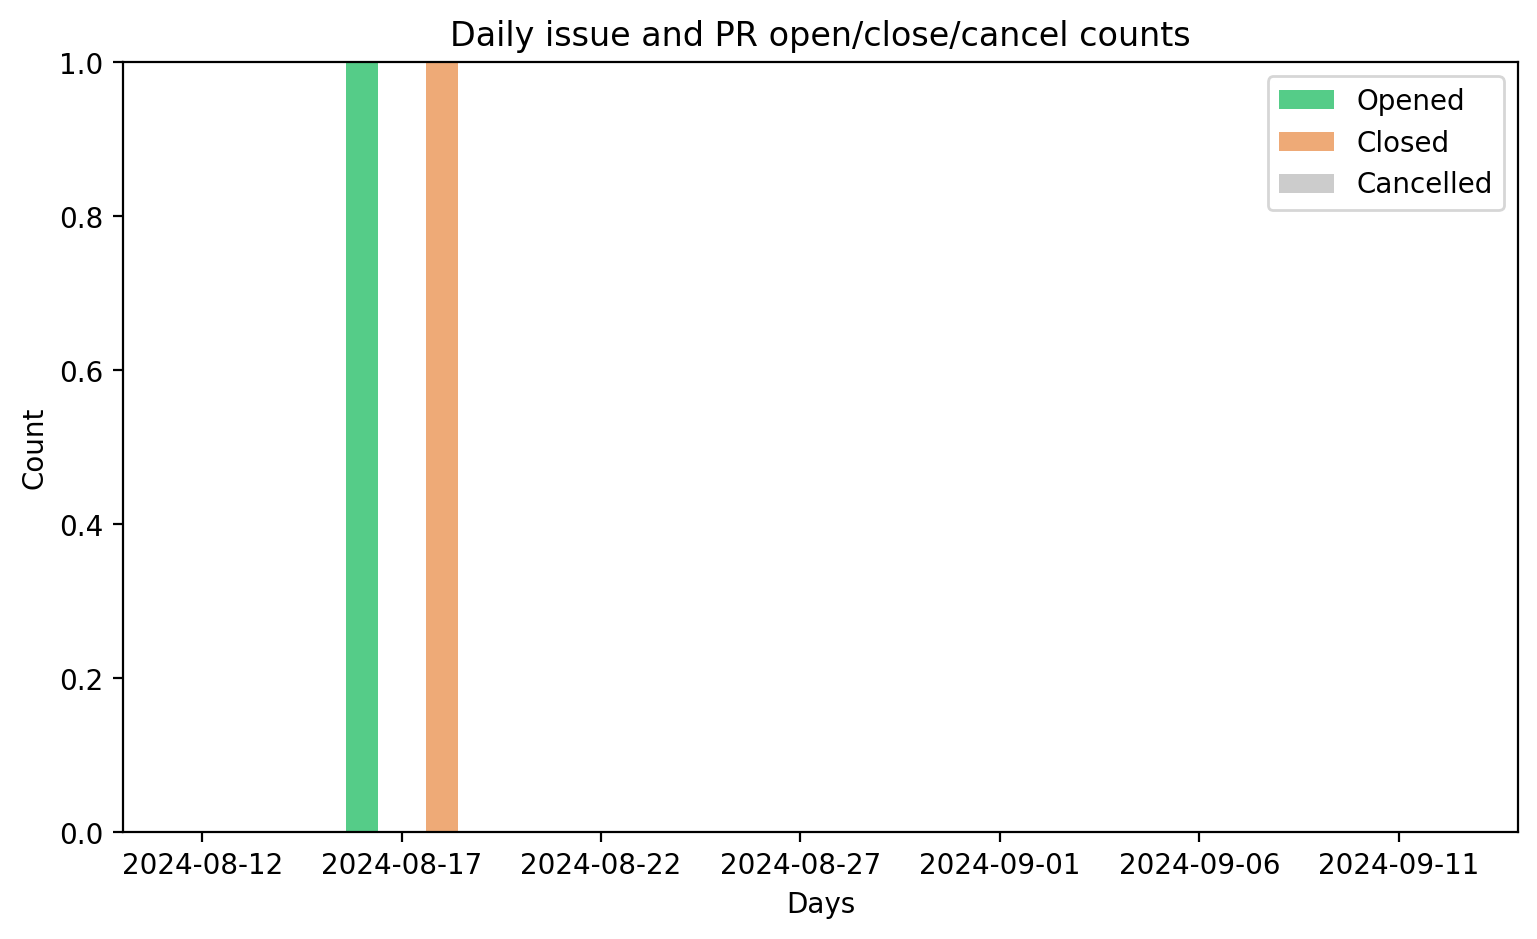 Daily issue and PR open/close/cancel counts
1.0
0.8
0.6
0.4
0.2
0.0
Count
Opened
Closed
Cancelled
2024-08-12
2024-08-17
2024-08-22
2024-08-27
2024-09-01
2024-09-06
2024-09-11
Days